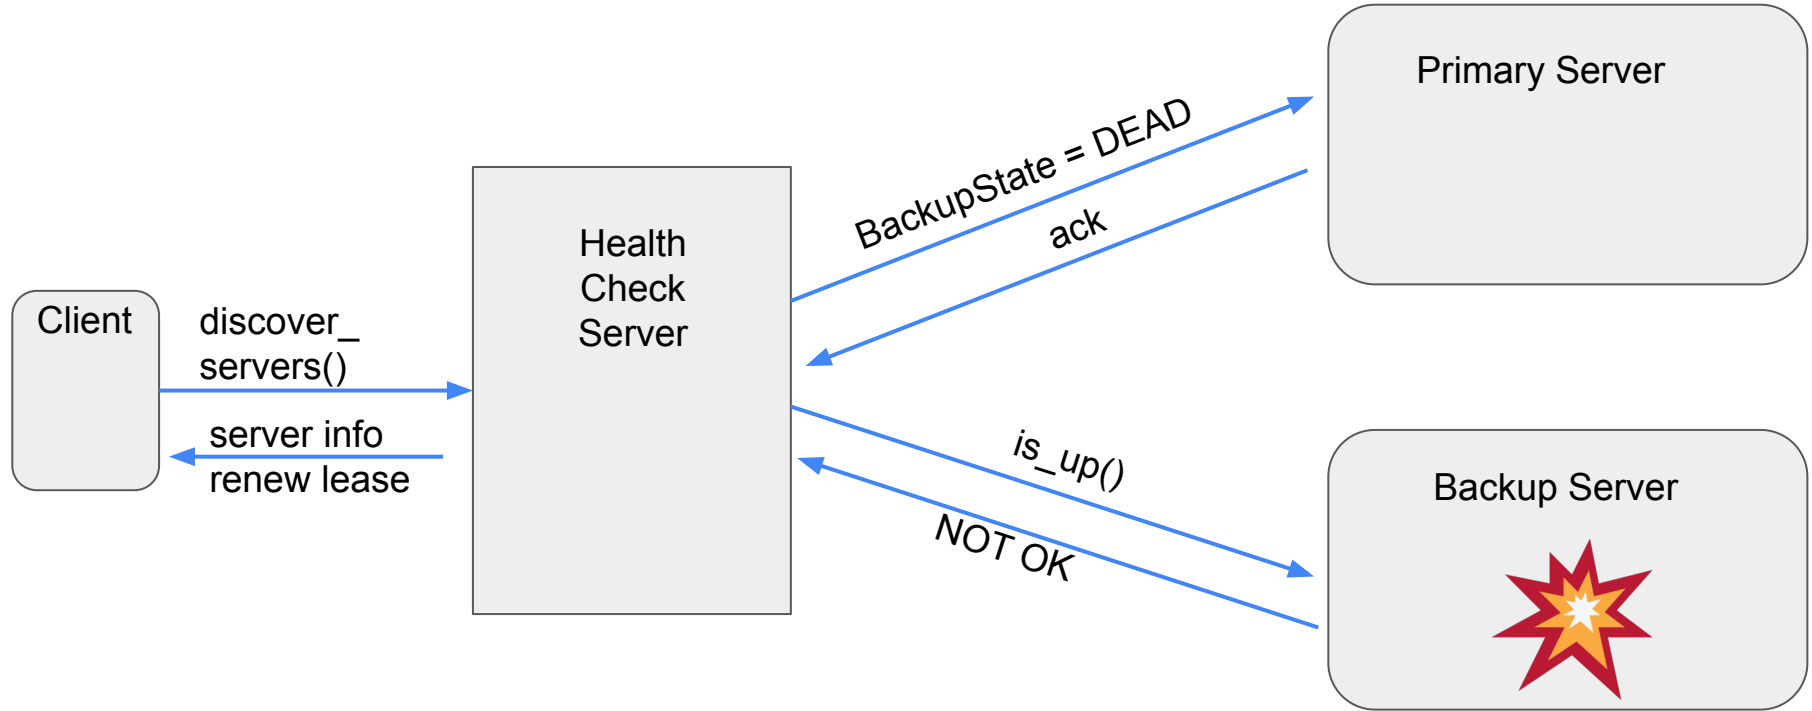 Client
discover_
servers()
server info
renew lease
Health
Check
Server
BackupState = DEAD
ack
is_up()
NOT OK
Primary Server
Backup Server